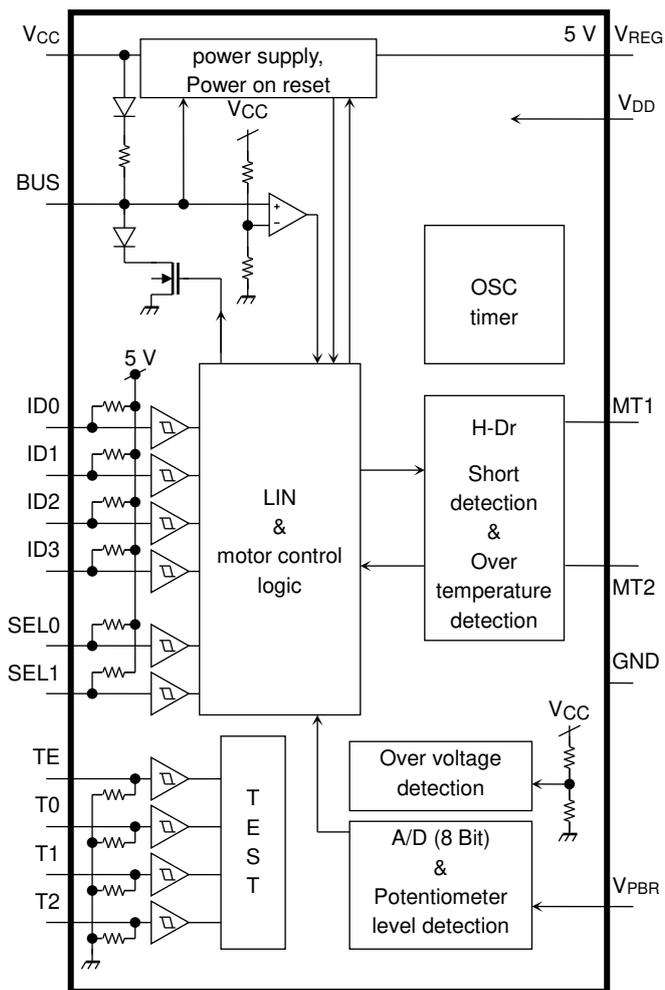 VCC
power supply,
Power on reset
5 V
VREG
VDD
VCC
BUS
+
−
OSC
timer
5 V
ID0
ID1
ID2
ID3
SEL0
SEL1
LIN
&
motor control
logic
H-Dr
Short
detection
&
Over
temperature
detection
MT1
MT2
GND
VCC
TE
T0
T1
T2
T
E
S
T
Over voltage
detection
A/D (8 Bit)
&
Potentiometer
level detection
VPBR